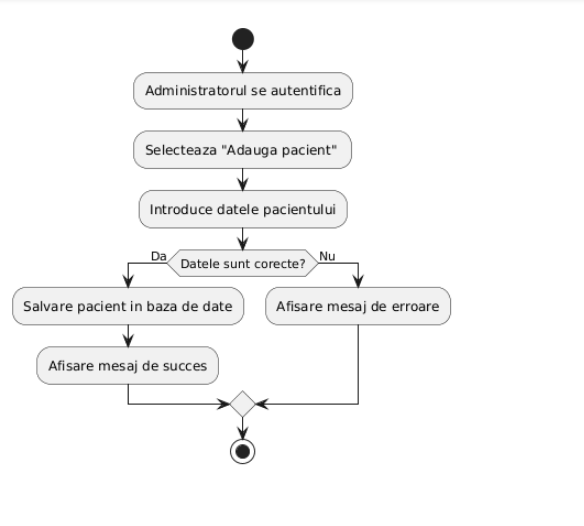 Administratorul se autentifica
Selecteaza "Adauga pacient"
Introduce datele pacientului
Da
Datele sunt corecte?
Nu
Salvare pacient in baza de date
Afisare mesaj de erroare
Afisare mesaj de succes